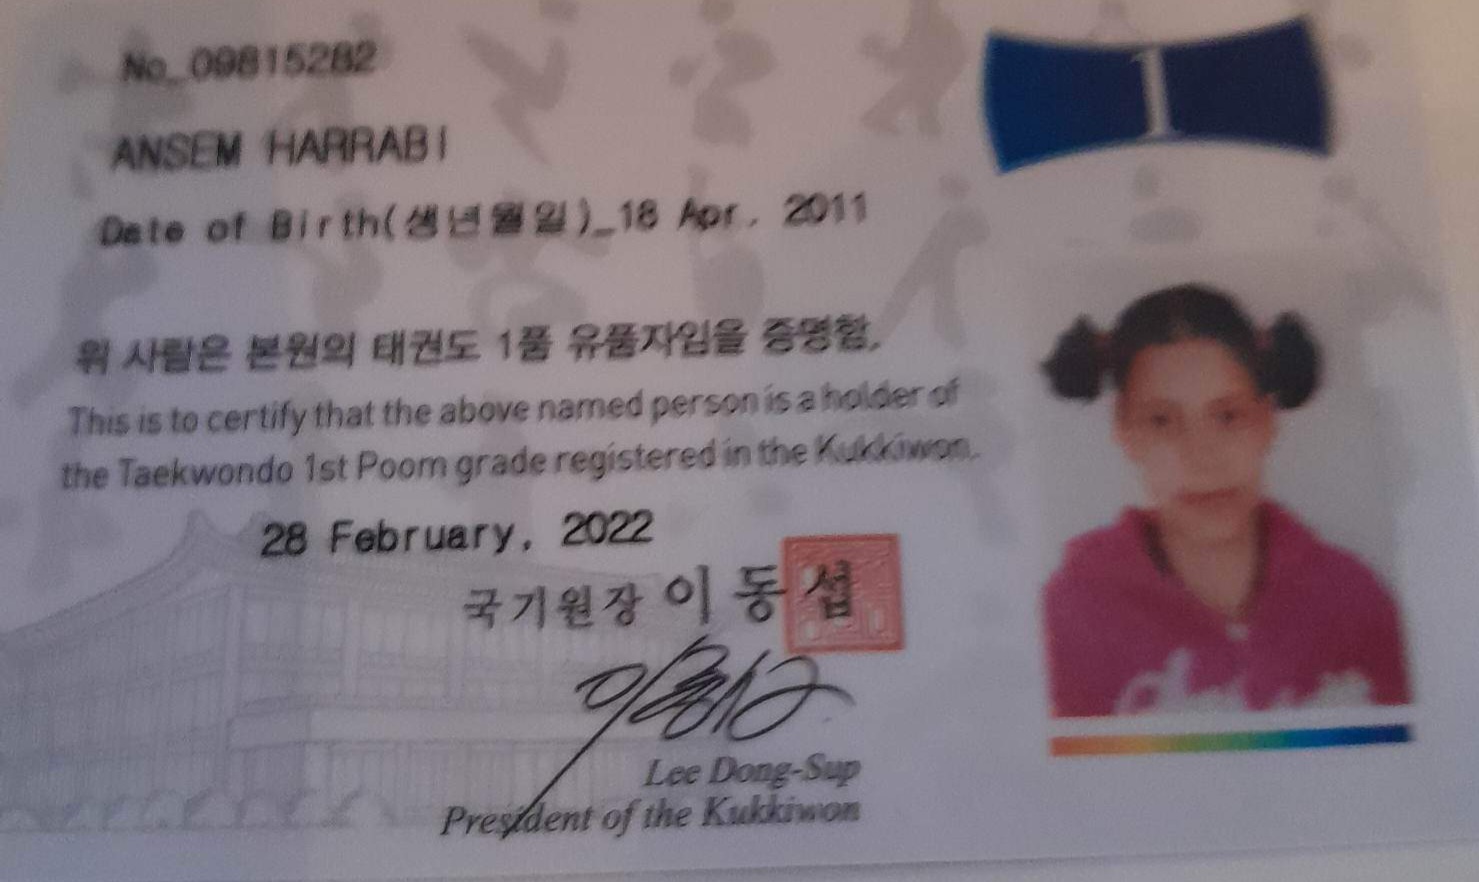 No_09815282
I
ANSEM HARRABI
Date of Birth(생년월일)_18 Apr, 2011
위 사람은 본원의 태권도 1품 유품자임을 증명함.
This is to certify that the above named person is a holder of
the Taekwondo 1st Poom grade registered in the Kukkiwon.
28 February, 2022
국기원장 이동섭
Lee Dong-Sup
President of the Kukkiwon